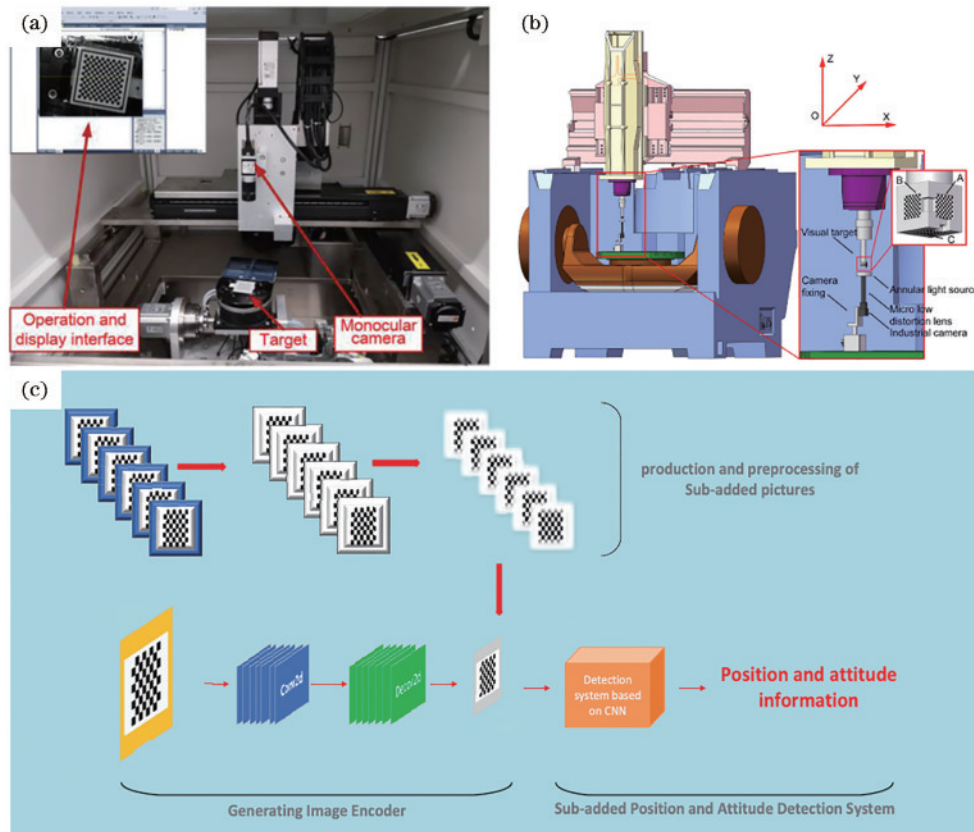 (a)
Operation and
display interface
Target
Monocular
camera
(b)
Z
Y
O
X
B
A
C
Visual target
Camera
fixing
Annular light source
Micro low
distortion lens
Industrial camera
(c)
production and preprocessing of
Sub-added pictures
Conv2d
Detection
system based
on CNN
Position and attitude
information
Generating Image Encoder
Sub-added Position and Attitude Detection System